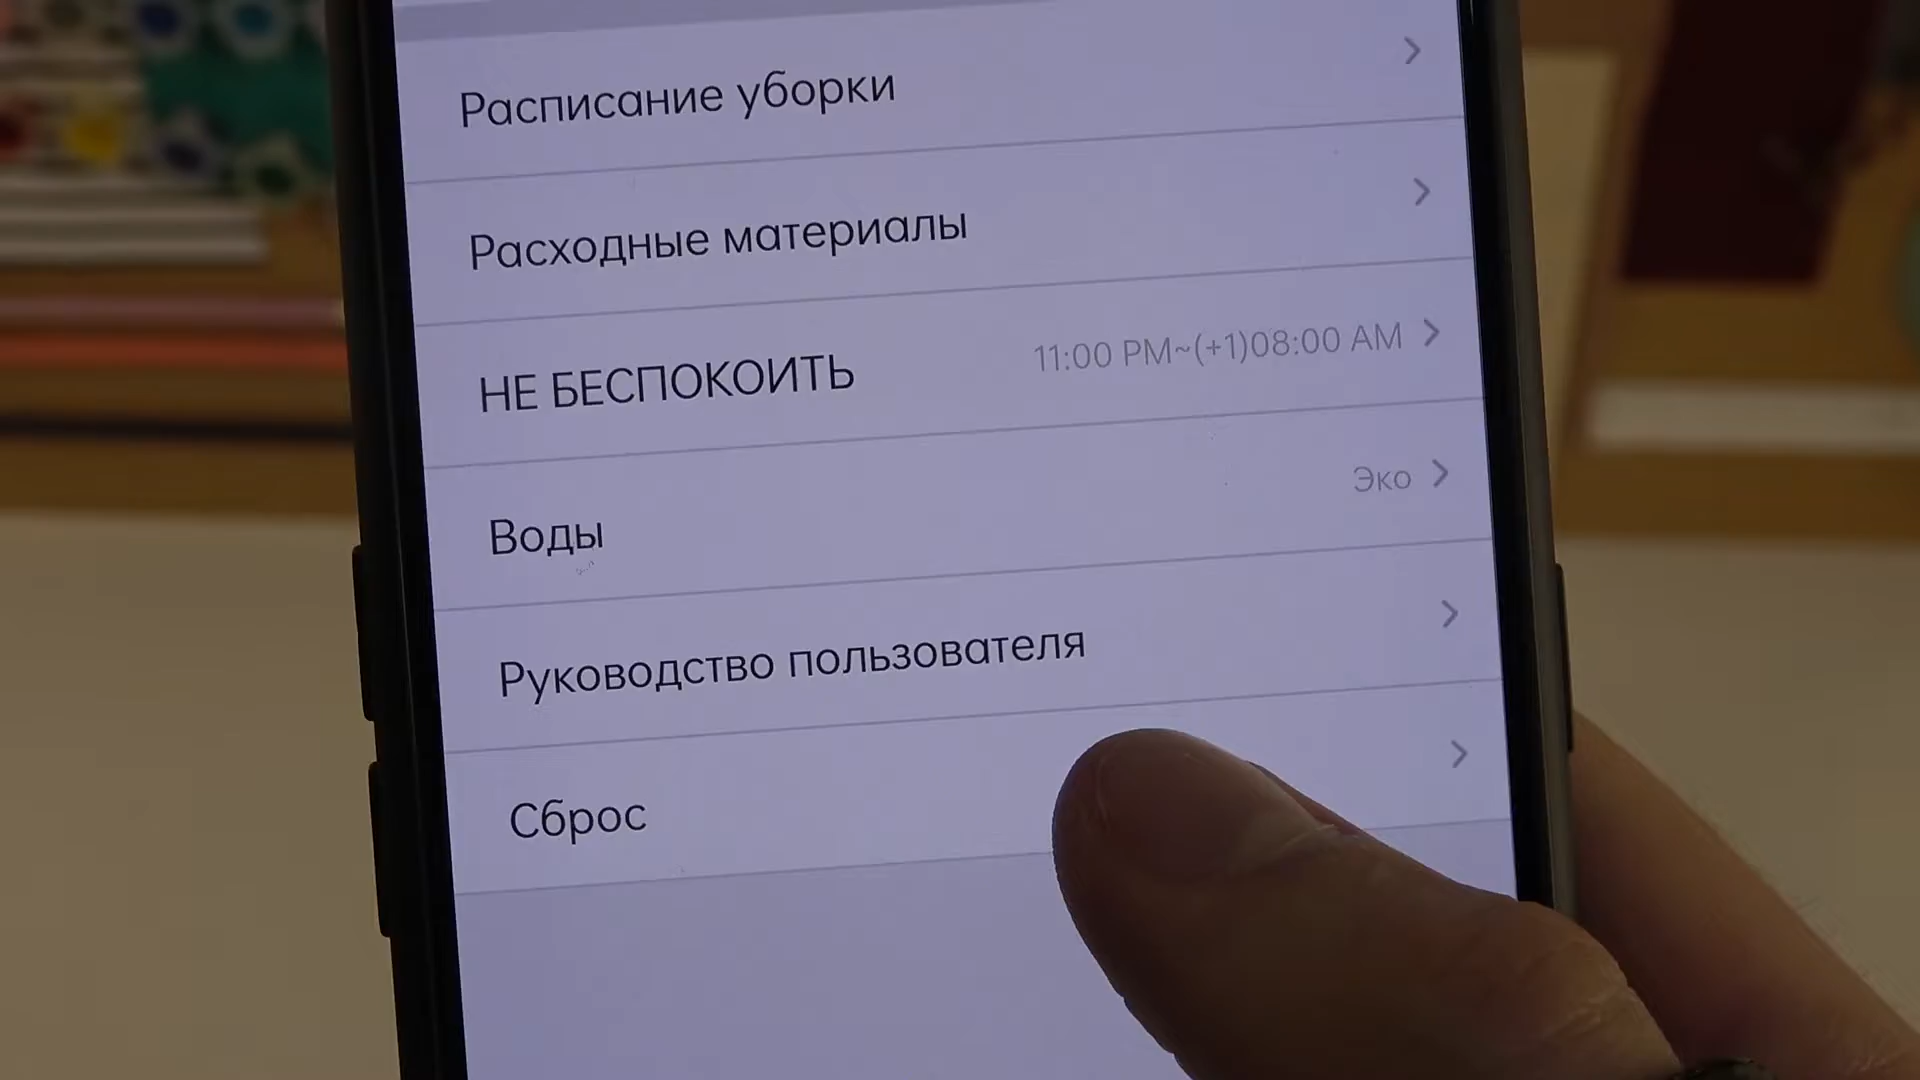 Расписание уборки
Расходные материалы
НЕ БЕСПОКОИТЬ 11:00 PM~(+1)08:00 AM
Воды Эко
Руководство пользователя
Сброс